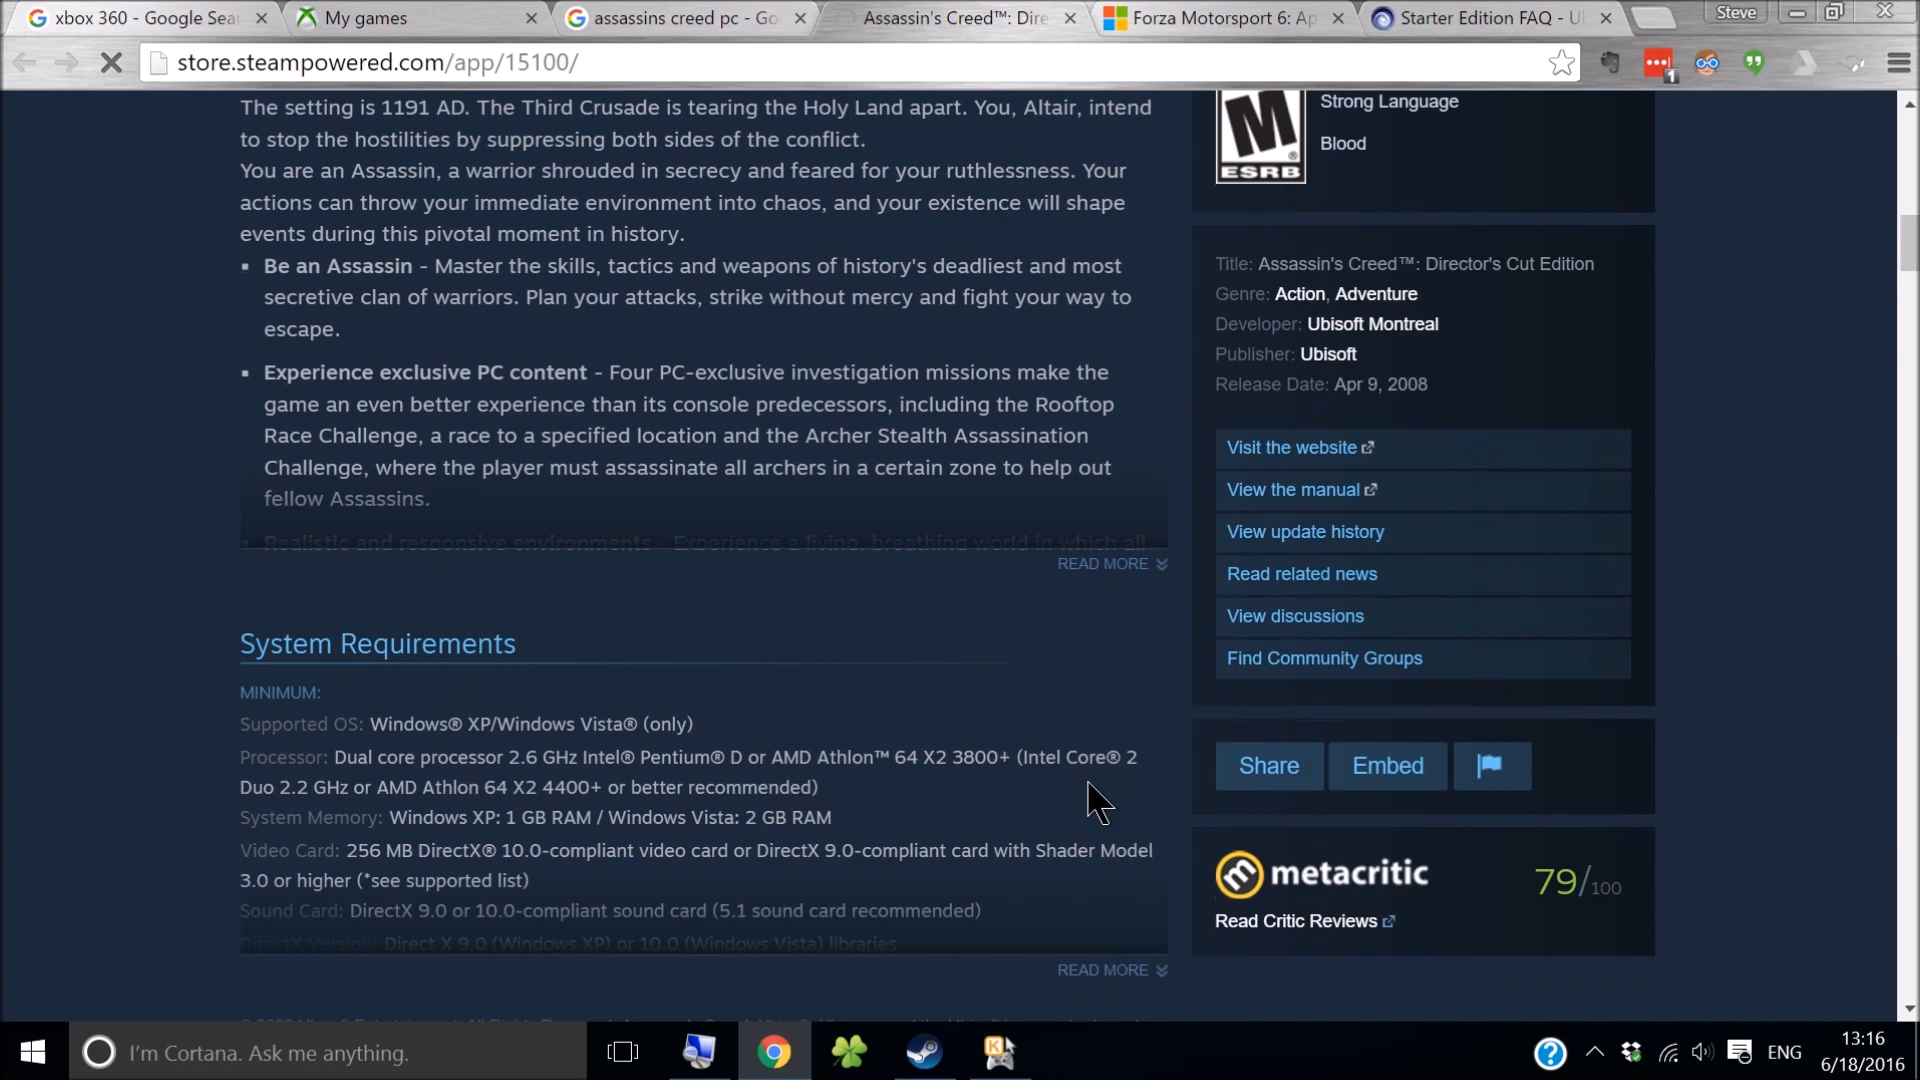 xbox 360 - Google Sear
My games
assassins creed pc - Go
Assassin's Creed™: Dire
Forza Motorsport 6: Ap
Starter Edition FAQ - U
Steve
store.steampowered.com/app/15100/
1
The setting is 1191 AD. The Third Crusade is tearing the Holy Land apart. You, Altair, intend
to stop the hostilities by suppressing both sides of the conflict.
You are an Assassin, a warrior shrouded in secrecy and feared for your ruthlessness. Your
actions can throw your immediate environment into chaos, and your existence will shape
events during this pivotal moment in history.
▪ Be an Assassin - Master the skills, tactics and weapons of history's deadliest and most
secretive clan of warriors. Plan your attacks, strike without mercy and fight your way to
escape.
▪ Experience exclusive PC content - Four PC-exclusive investigation missions make the
game an even better experience than its console predecessors, including the Rooftop
Race Challenge, a race to a specified location and the Archer Stealth Assassination
Challenge, where the player must assassinate all archers in a certain zone to help out
fellow Assassins.
▪ Realistic and responsive environments - Experience a living, breathing world in which all
READ MORE
System Requirements
MINIMUM:
Supported OS: Windows® XP/Windows Vista® (only)
Processor: Dual core processor 2.6 GHz Intel® Pentium® D or AMD Athlon™ 64 X2 3800+ (Intel Core® 2
Duo 2.2 GHz or AMD Athlon 64 X2 4400+ or better recommended)
System Memory: Windows XP: 1 GB RAM / Windows Vista: 2 GB RAM
Video Card: 256 MB DirectX® 10.0-compliant video card or DirectX 9.0-compliant card with Shader Model
3.0 or higher (*see supported list)
Sound Card: DirectX 9.0 or 10.0-compliant sound card (5.1 sound card recommended)
DirectX Version: Direct X 9.0 (Windows XP) or 10.0 (Windows Vista) libraries
READ MORE
M
ESRB
Strong Language
Blood
Title: Assassin's Creed™: Director's Cut Edition
Genre: Action, Adventure
Developer: Ubisoft Montreal
Publisher: Ubisoft
Release Date: Apr 9, 2008
Visit the website
View the manual
View update history
Read related news
View discussions
Find Community Groups
Share
Embed
metacritic
79/100
Read Critic Reviews
I'm Cortana. Ask me anything.
ENG
13:16
6/18/2016